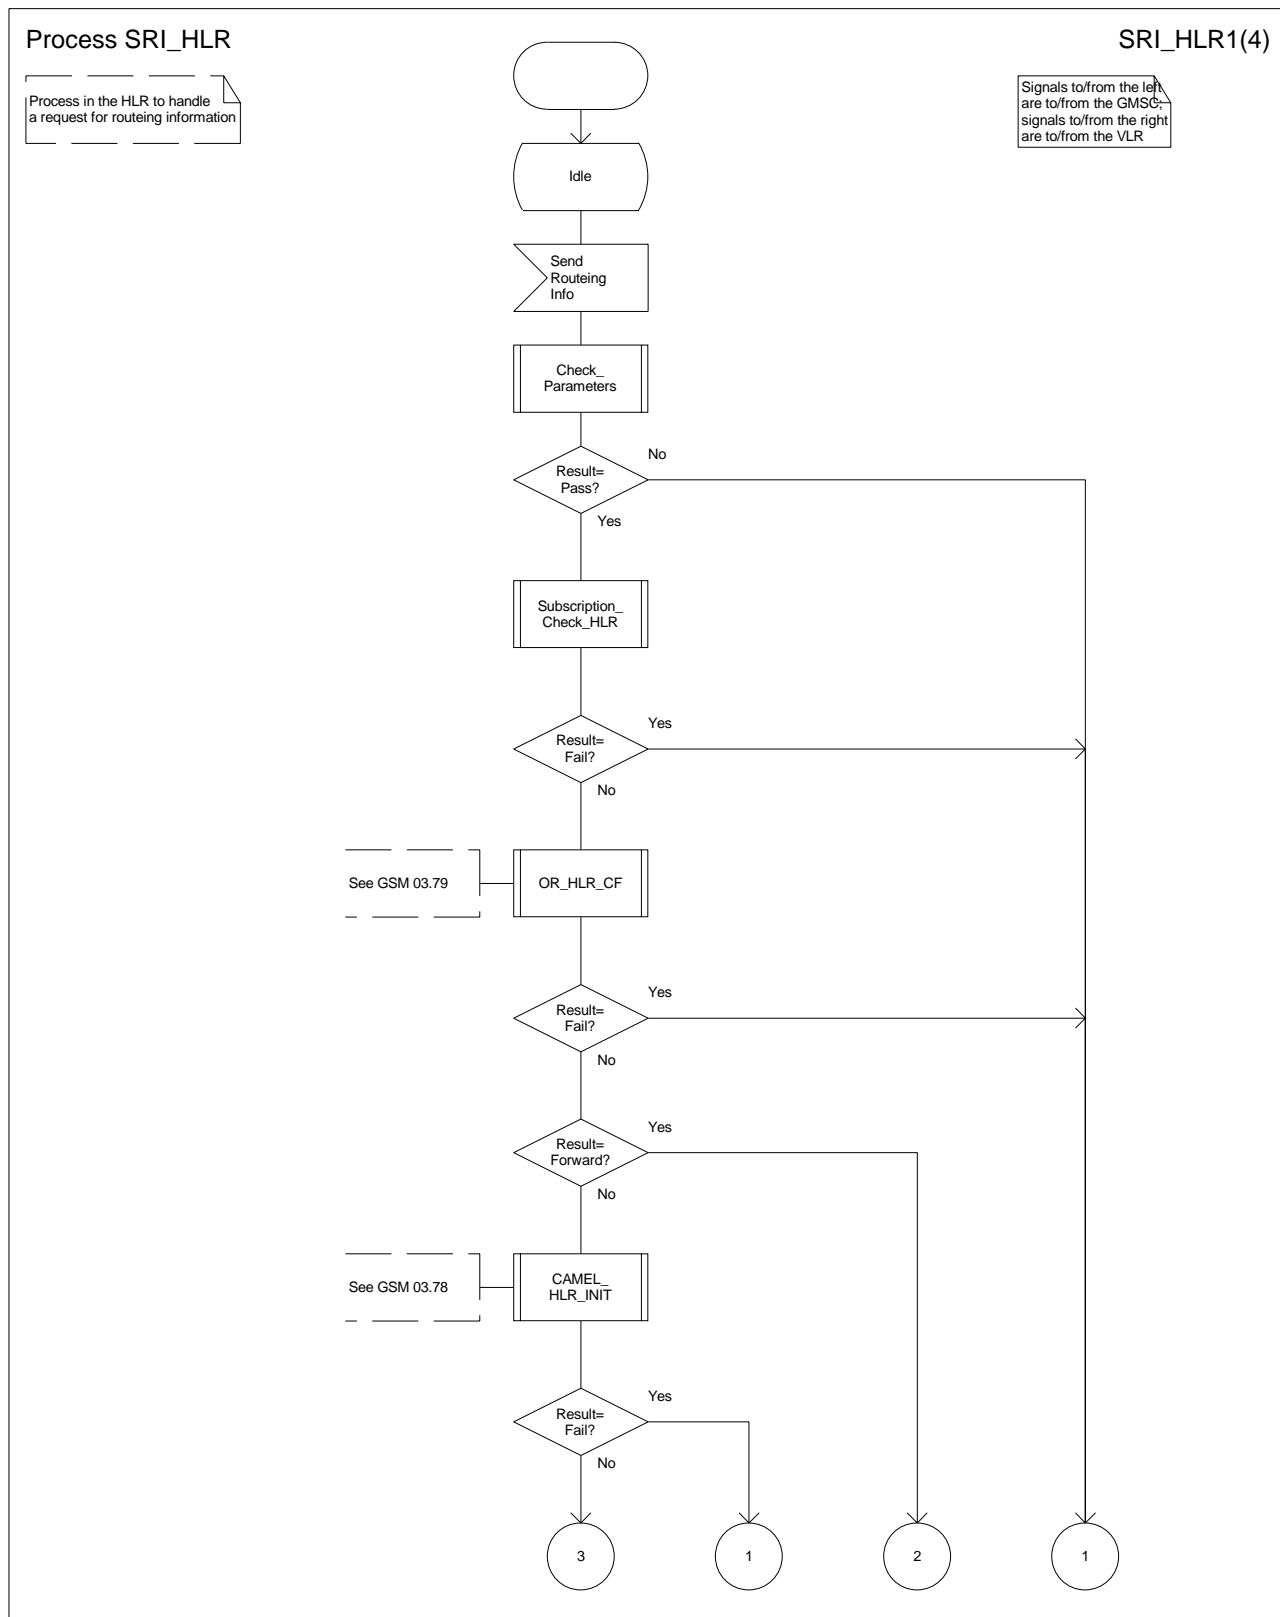 Process SRI_HLR
SRI_HLR1(4)
Process in the HLR to handle
a request for routeing information
Signals to/from the left
are to/from the GMSC;
signals to/from the right
are to/from the VLR
Idle
Send
Routeing
Info
Check_
Parameters
Result=
Pass?
No
Yes
Subscription_
Check_HLR
Result=
Fail?
Yes
No
See GSM 03.79
OR_HLR_CF
Result=
Fail?
Yes
No
Result=
Forward?
Yes
No
See GSM 03.78
CAMEL_
HLR_INIT
Result=
Fail?
Yes
No
3
1
2
1